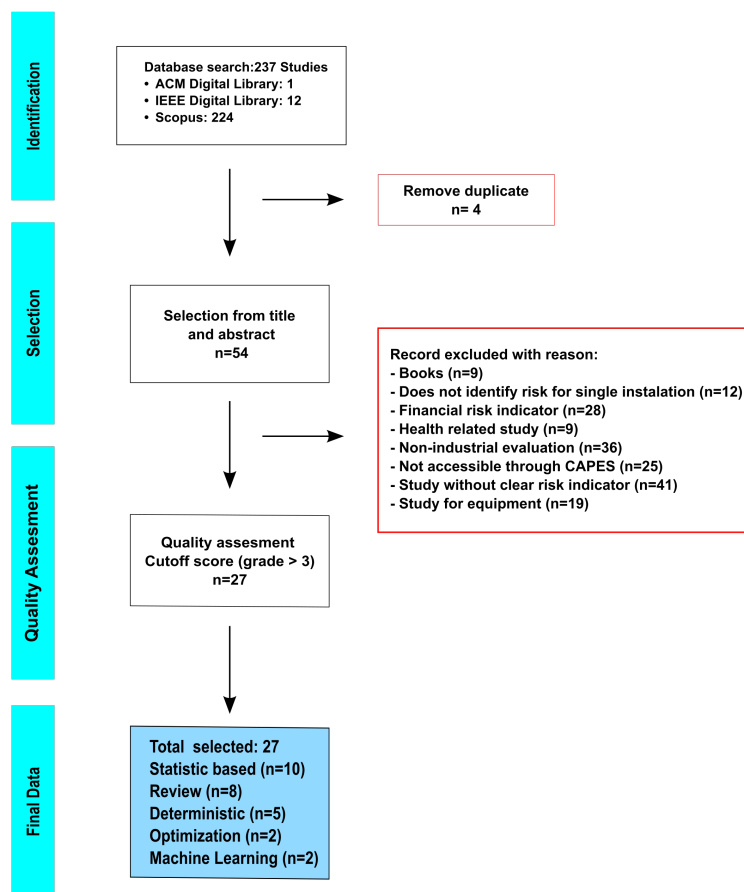 Identification
Database search:237 Studies
• ACM Digital Library: 1
• IEEE Digital Library: 12
• Scopus: 224
Remove duplicate
n= 4
Selection
Selection from title
and abstract
n=54
Record excluded with reason:
- Books (n=9)
- Does not identify risk for single instalation (n=12)
- Financial risk indicator (n=28)
- Health related study (n=9)
- Non-industrial evaluation (n=36)
- Not accessible through CAPES (n=25)
- Study without clear risk indicator (n=41)
- Study for equipment (n=19)
Quality Assesment
Quality assesment
Cutoff score (grade > 3)
n=27
Final Data
Total selected: 27
Statistic based (n=10)
Review (n=8)
Deterministic (n=5)
Optimization (n=2)
Machine Learning (n=2)